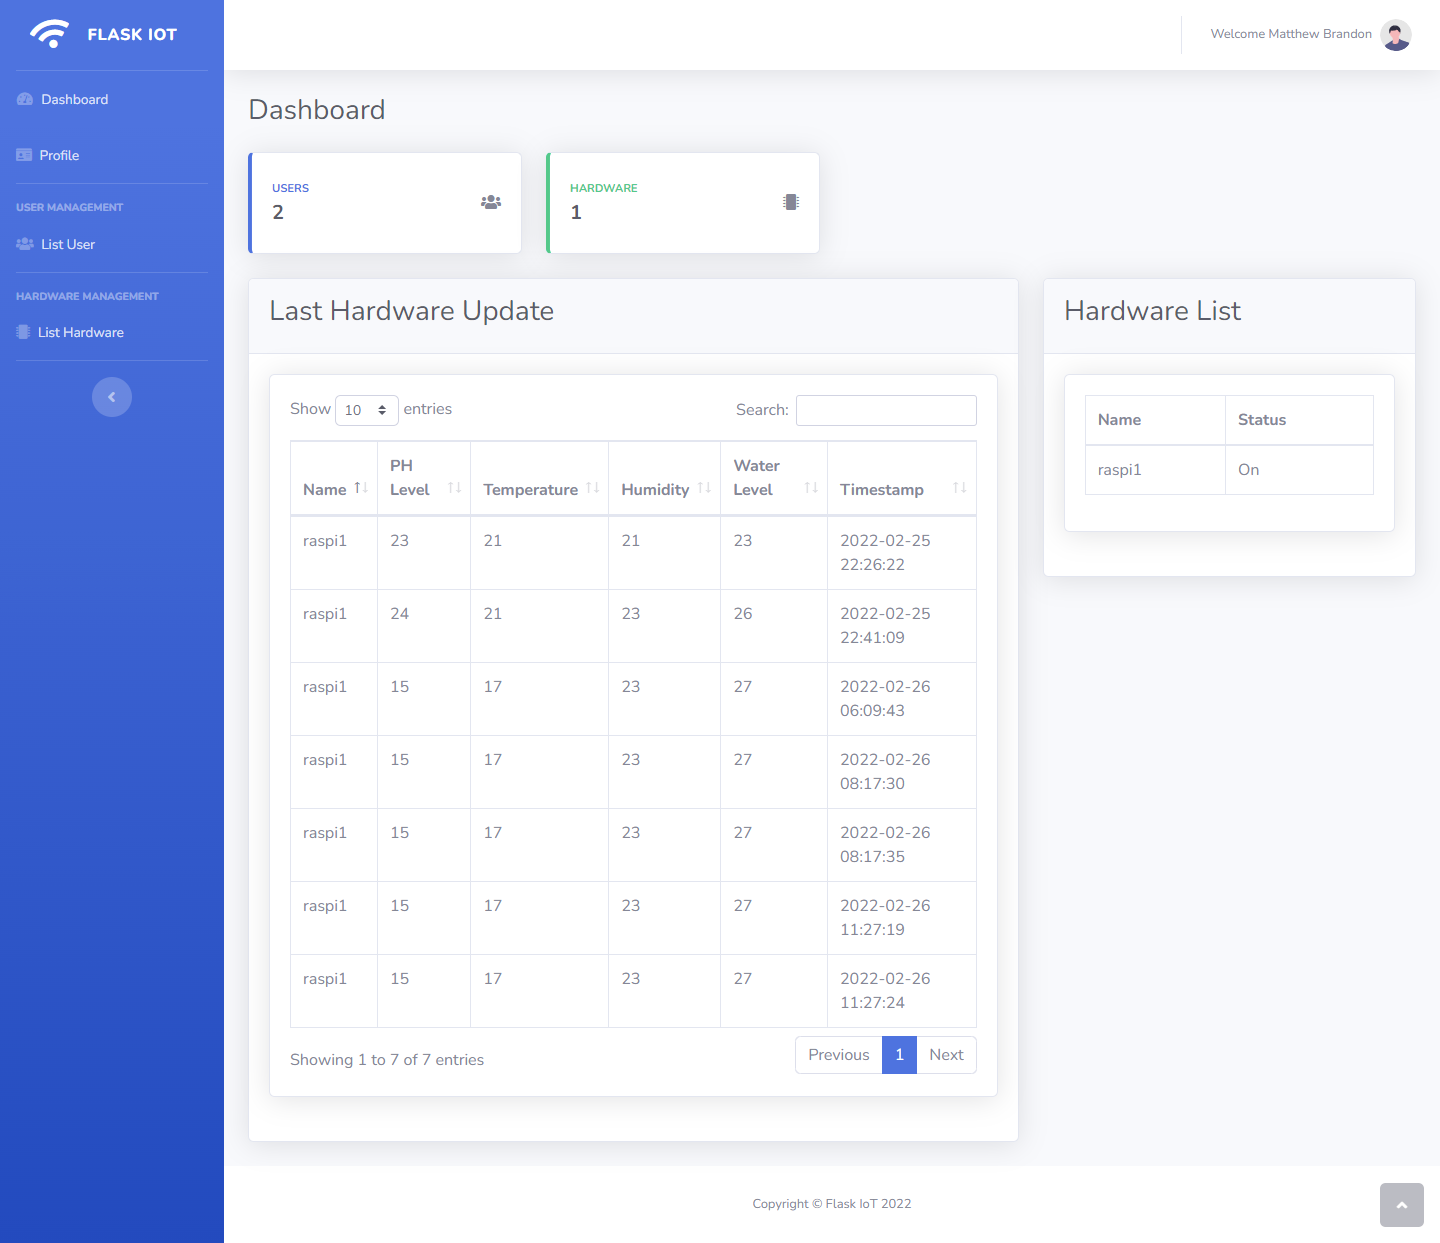 FLASK IOT
Welcome Matthew Brandon
Dashboard
Profile
USER MANAGEMENT
List User
HARDWARE MANAGEMENT
List Hardware
Dashboard
USERS
2
HARDWARE
1
Last Hardware Update
Show 10 entries
Search:
Name PH Level Temperature Humidity Water Level Timestamp
raspi1 23 21 21 23 2022-02-25 22:26:22
raspi1 24 21 23 26 2022-02-25 22:41:09
raspi1 15 17 23 27 2022-02-26 06:09:43
raspi1 15 17 23 27 2022-02-26 08:17:30
raspi1 15 17 23 27 2022-02-26 08:17:35
raspi1 15 17 23 27 2022-02-26 11:27:19
raspi1 15 17 23 27 2022-02-26 11:27:24
Showing 1 to 7 of 7 entries
Previous 1 Next
Hardware List
Name Status
raspi1 On
Copyright © Flask IoT 2022